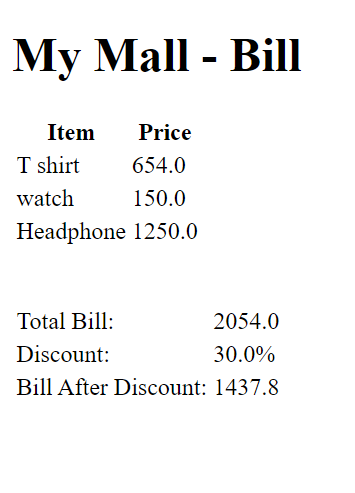 My Mall - Bill
Item Price
T shirt 654.0
watch 150.0
Headphone 1250.0
Total Bill: 2054.0
Discount: 30.0%
Bill After Discount: 1437.8